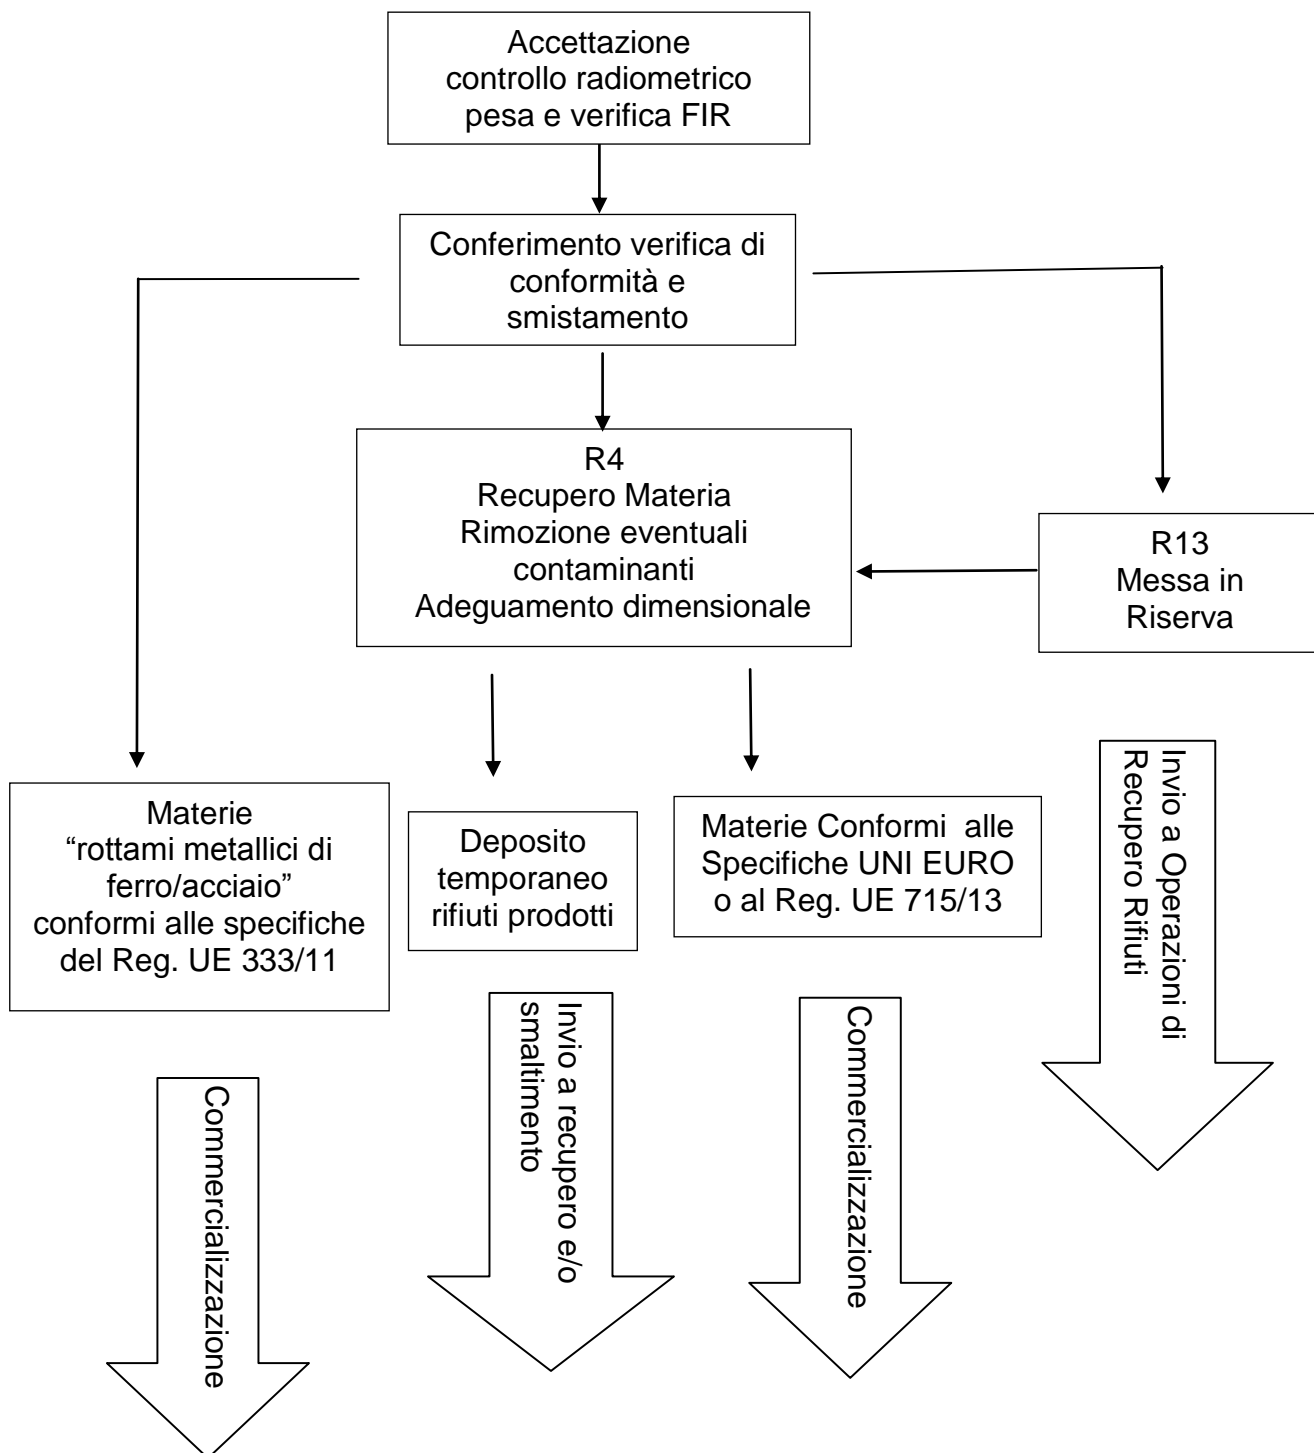 Accettazione
controllo radiometrico
pesa e verifica FIR
Conferimento verifica di
conformità e
smistamento
R4
Recupero Materia
Rimozione eventuali
contaminanti
Adeguamento dimensionale
R13
Messa in
Riserva
Materie
“rottami metallici di
ferro/acciaio”
conformi alle specifiche
del Reg. UE 333/11
Deposito
temporaneo
rifiuti prodotti
Materie Conformi  alle
Specifiche UNI EURO
o al Reg. UE 715/13
Invio a Operazioni di
Recupero Rifiuti
Commercializzazione
Invio a recupero e/o
smaltimento
Commercializzazione